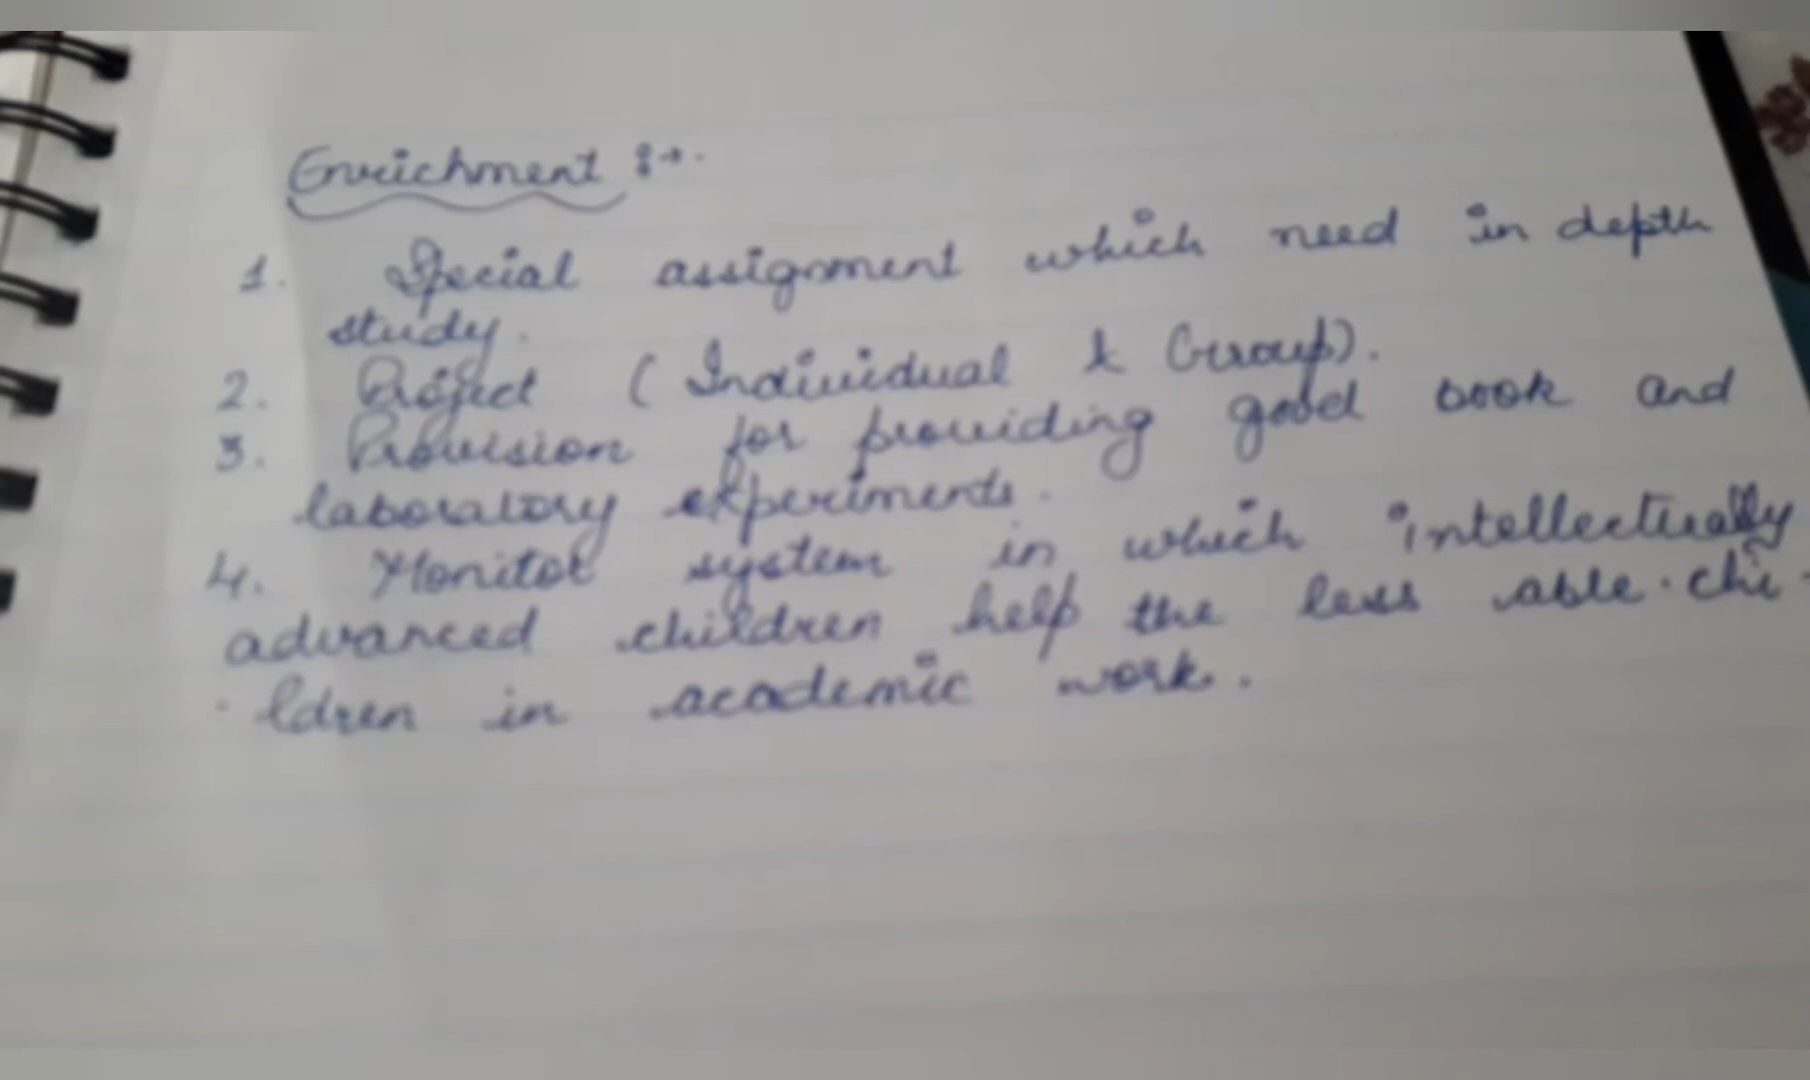 Enrichment :→.
1. Special assignment which need in depth
study.
2. Project ( Individual & Group).
3. Provision for providing good book and
laboratory experiments.
4. Monitor system in which intellectually
advanced children help the less able chi-
-ldren in academic work.